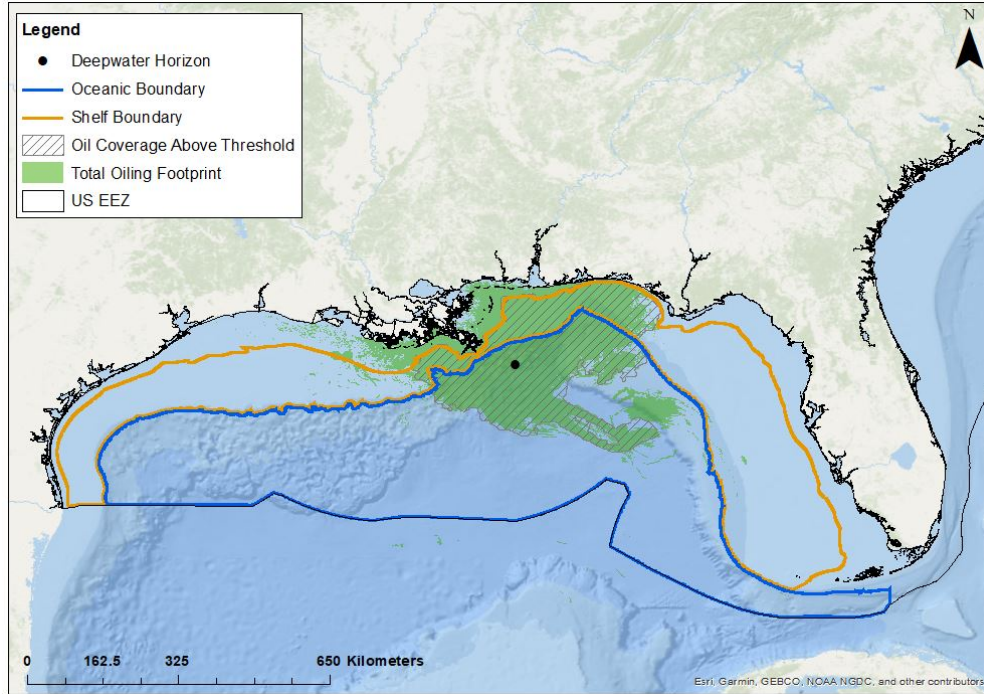 Legend
Deepwater Horizon
Oceanic Boundary
Shelf Boundary
Oil Coverage Above Threshold
Total Oiling Footprint
US EEZ
N
0 162.5 325 650 Kilometers
Esri, Garmin, GEBCO, NOAA NGDC, and other contributors